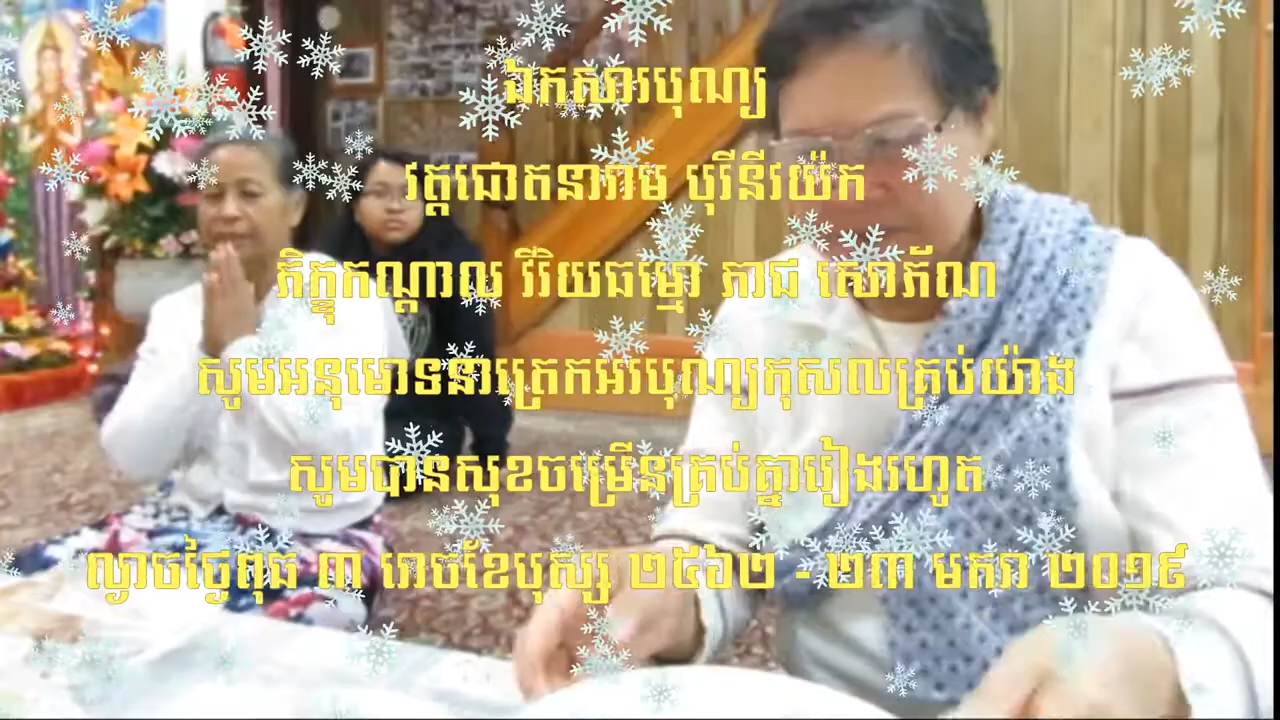 ឯកសារបុណ្យ
វត្តជោតនារាម បុរីនីវយ៉ក
ភិក្ខុកណ្ដាល វីរិយធម្មោ ភាជ សោភ័ណ
សូមអនុមោទនាត្រេកអរបុណ្យកុសលគ្រប់យ៉ាង
សូមបានសុខចម្រើនគ្រប់គ្នារៀងរហូត
ល្ងាចថ្ងៃពុធ ៣ រោចខែបុស្ស ២៥៦២ - ២៣ មករា ២០១៩